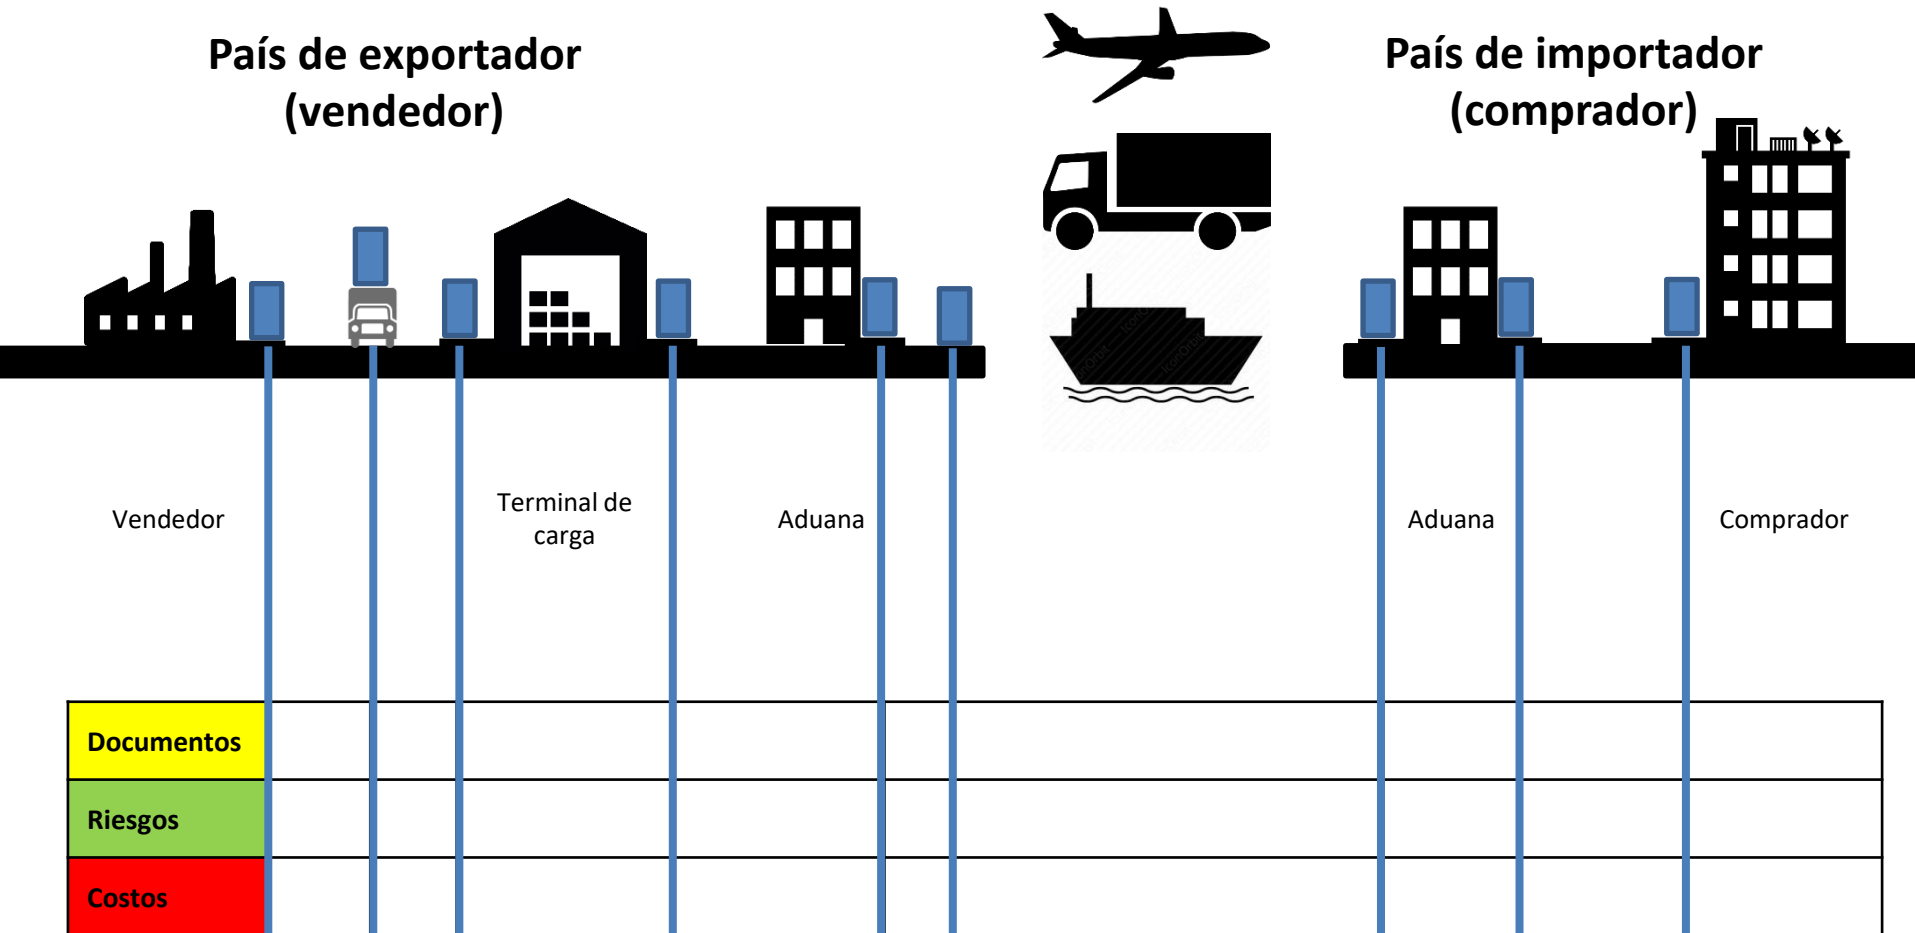 País de exportador
(vendedor)
País de importador
(comprador)
Vendedor
Terminal de
carga
Aduana
Aduana
Comprador
Documentos
Riesgos
Costos